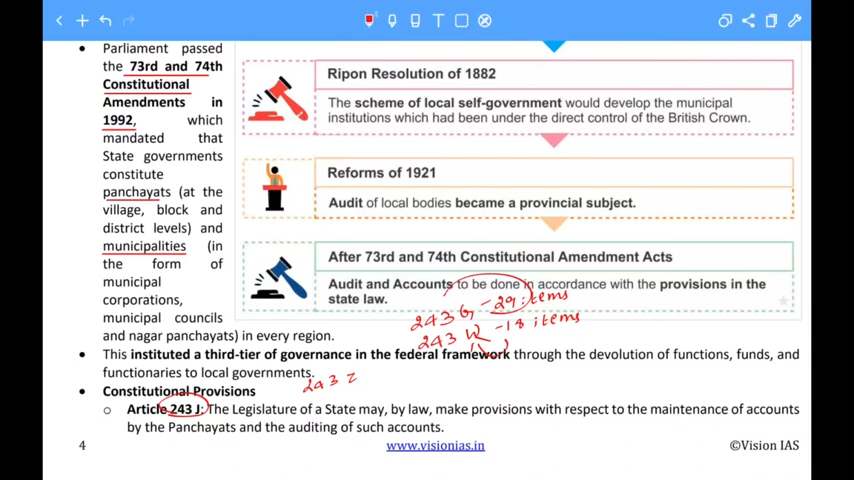 Parliament passed
the 73rd and 74th
Constitutional
Amendments in
1992, which
mandated that
State governments
constitute
panchayats (at the
village, block and
district levels) and
municipalities (in
the form of
municipal
corporations,
municipal councils
and nagar panchayats) in every region.
Ripon Resolution of 1882
The scheme of local self-government would develop the municipal
institutions which had been under the direct control of the British Crown.
Reforms of 1921
Audit of local bodies became a provincial subject.
After 73rd and 74th Constitutional Amendment Acts
Audit and Accounts to be done in accordance with the provisions in the
state law.
243 G, -29 items
243 W -18 items
• This instituted a third-tier of governance in the federal framework through the devolution of functions, funds, and
functionaries to local governments.
243 Z
• Constitutional Provisions
o Article 243 J: The Legislature of a State may, by law, make provisions with respect to the maintenance of accounts
by the Panchayats and the auditing of such accounts.
4 www.visionias.in ©Vision IAS